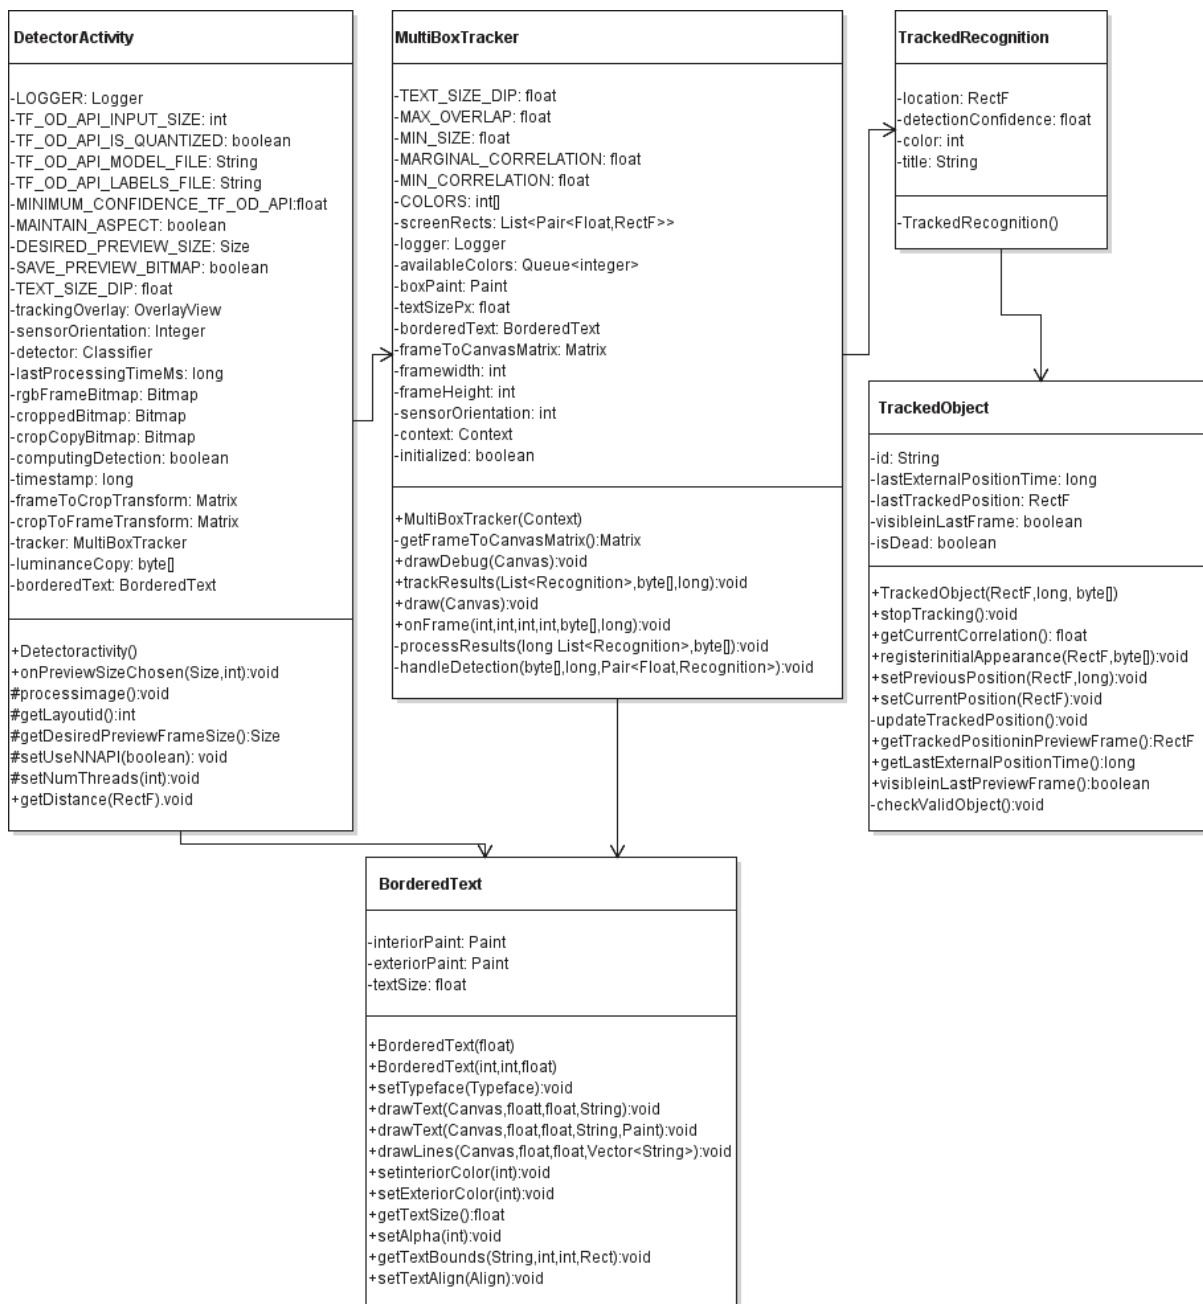 DetectorActivity
-LOGGER: Logger
-TF_OD_API_INPUT_SIZE: int
-TF_OD_API_IS_QUANTIZED: boolean
-TF_OD_API_MODEL_FILE: String
-TF_OD_API_LABELS_FILE: String
-MINIMUM_CONFIDENCE_TF_OD_API:float
-MAINTAIN_ASPECT: boolean
-DESIRED_PREVIEW_SIZE: Size
-SAVE_PREVIEW_BITMAP: boolean
-TEXT_SIZE_DIP: float
-trackingOverlay: OverlayView
-sensorOrientation: Integer
-detector: Classifier
-lastProcessingTimeMs: long
-rgbFrameBitmap: Bitmap
-croppedBitmap: Bitmap
-cropCopyBitmap: Bitmap
-computingDetection: boolean
-timestamp: long
-frameToCropTransform: Matrix
-cropToFrameTransform: Matrix
-tracker: MultiBoxTracker
-luminanceCopy: byte[]
-borderedText: BorderedText
+Detectoractivity()
+onPreviewSizeChosen(Size,int):void
#processimage():void
#getLayoutid():int
#getDesiredPreviewFrameSize():Size
#setUseNNAPI(boolean): void
#setNumThreads(int):void
+getDistance(RectF).void
MultiBoxTracker
-TEXT_SIZE_DIP: float
-MAX_OVERLAP: float
-MIN_SIZE: float
-MARGINAL_CORRELATION: float
-MIN_CORRELATION: float
-COLORS: int[]
-screenRects: List<Pair<Float,RectF>>
-logger: Logger
-availableColors: Queue<integer>
-boxPaint: Paint
-textSizePx: float
-borderedText: BorderedText
-frameToCanvasMatrix: Matrix
-framewidth: int
-frameHeight: int
-sensorOrientation: int
-context: Context
-initialized: boolean
+MultiBoxTracker(Context)
-getFrameToCanvasMatrix():Matrix
+drawDebug(Canvas):void
+trackResults(List<Recognition>,byte[],long):void
+draw(Canvas):void
+onFrame(int,int,int,int,byte[],long):void
-processResults(long List<Recognition>,byte[]):void
-handleDetection(byte[],long,Pair<Float,Recognition>):void
TrackedRecognition
-location: RectF
-detectionConfidence: float
-color: int
-title: String
-TrackedRecognition()
TrackedObject
-id: String
-lastExternalPositionTime: long
-lastTrackedPosition: RectF
-visibleinLastFrame: boolean
-isDead: boolean
+TrackedObject(RectF,long, byte[])
+stopTracking():void
+getCurrentCorrelation(): float
+registerinitialAppearance(RectF,byte[]):void
+setPreviousPosition(RectF,long):void
+setCurrentPosition(RectF):void
-updateTrackedPosition():void
+getTrackedPositioninPreviewFrame():RectF
+getLastExternalPositionTime():long
+visibleinLastPreviewFrame():boolean
-checkValidObject():void
BorderedText
-interiorPaint: Paint
-exteriorPaint: Paint
-textSize: float
+BorderedText(float)
+BorderedText(int,int,float)
+setTypeface(Typeface):void
+drawText(Canvas,floatt,float,String):void
+drawText(Canvas,float,float,String,Paint):void
+drawLines(Canvas,float,float,Vector<String>):void
+setinteriorColor(int):void
+setExteriorColor(int):void
+getTextSize():float
+setAlpha(int):void
+getTextBounds(String,int,int,Rect):void
+setTextAlign(Align):void